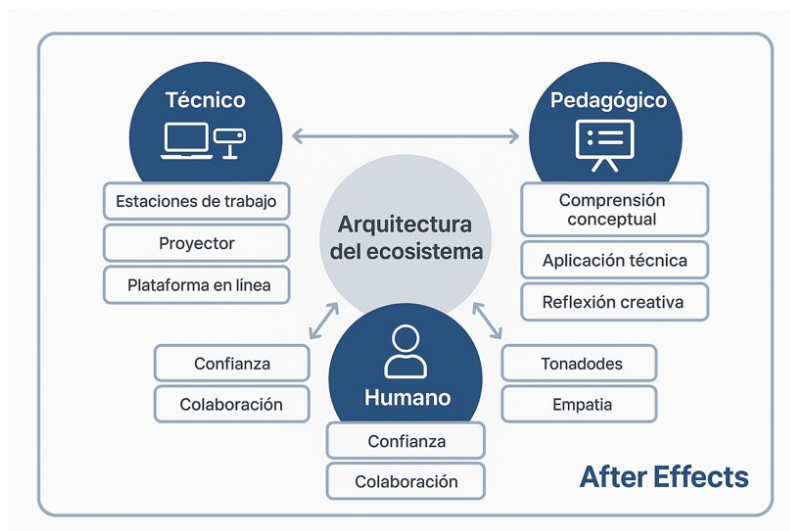 Técnico
Pedagógico
Estaciones de trabajo
Proyector
Plataforma en línea
Arquitectura
del ecosistema
Comprensión
conceptual
Aplicación técnica
Reflexión creativa
Confianza
Colaboración
Humano
Confianza
Colaboración
Tonadodes
Empatia
After Effects